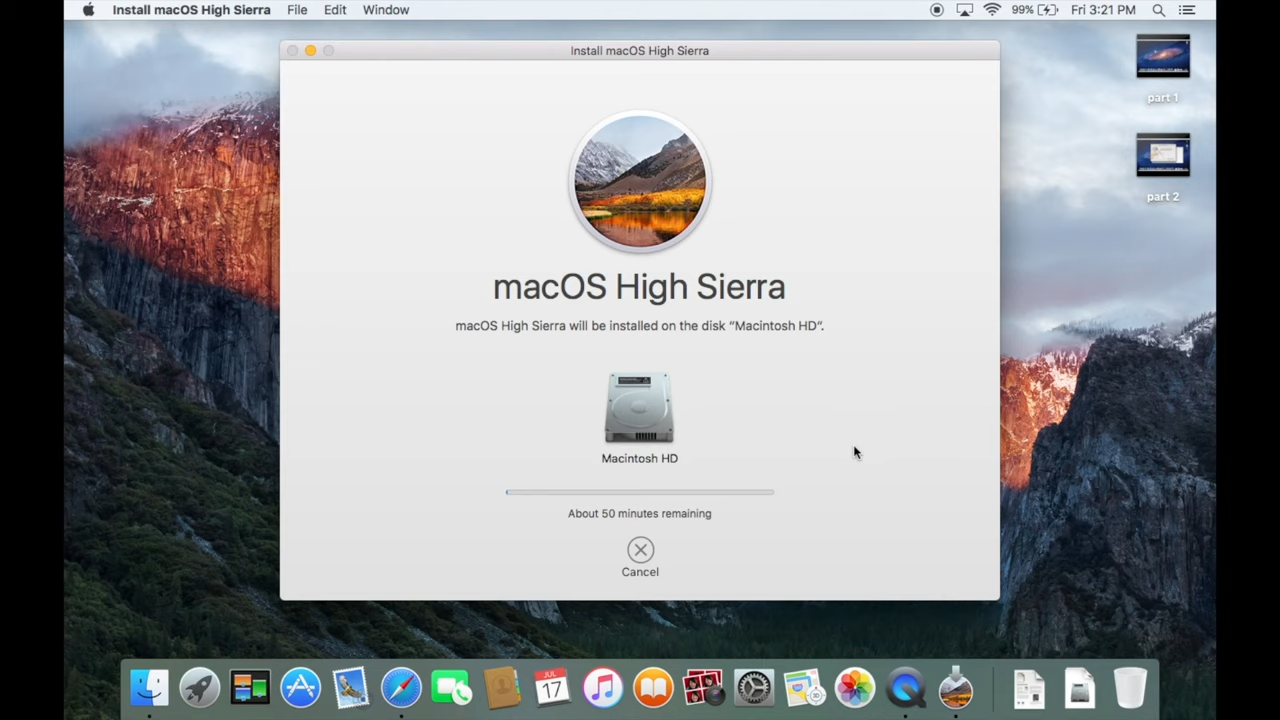 Install macOS High Sierra File Edit Window 99% Fri 3:21 PM
Install macOS High Sierra
part 1
part 2
macOS High Sierra
macOS High Sierra will be installed on the disk “Macintosh HD”.
Macintosh HD
About 50 minutes remaining
Cancel
JUL
17